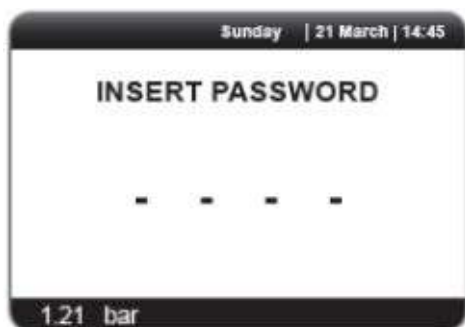 Sunday | 21 March | 14:45
INSERT PASSWORD
- - - -
1.21 bar